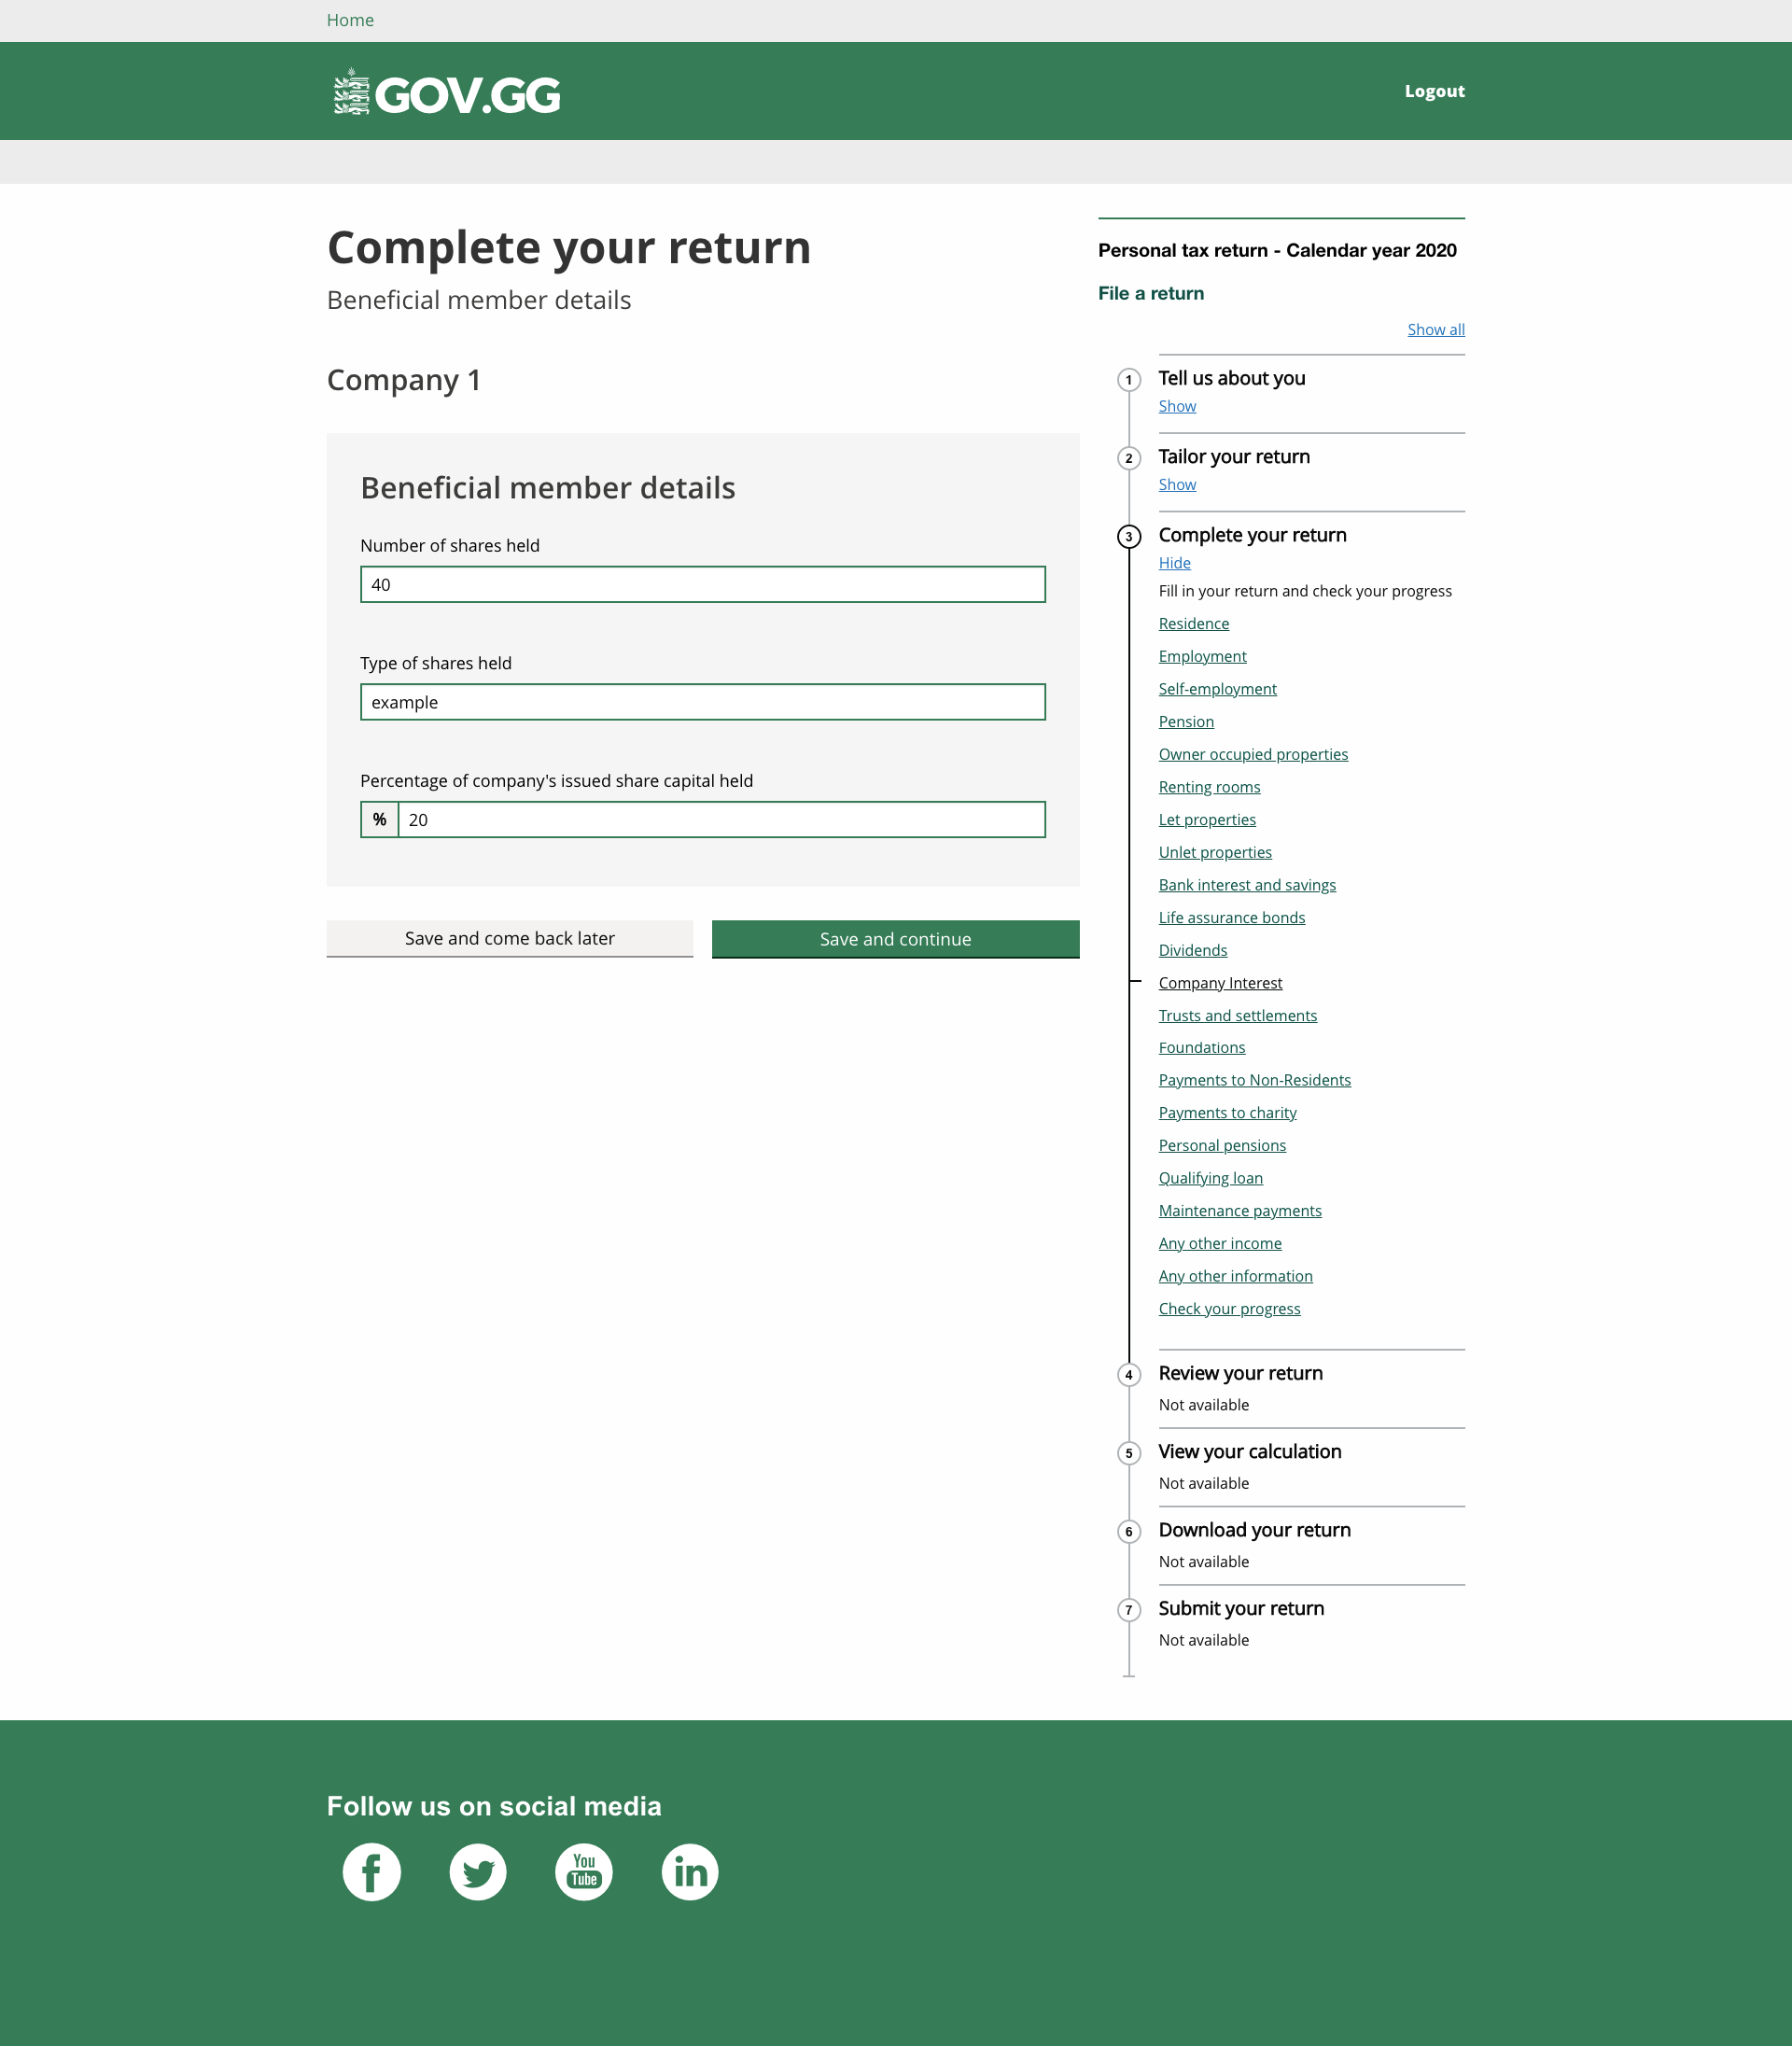 Home
GOV.GG
Logout
Complete your return
Beneficial member details
Company 1
Beneficial member details
Number of shares held
40
Type of shares held
example
Percentage of company's issued share capital held
% 20
Save and come back later
Save and continue
Personal tax return - Calendar year 2020
File a return
Show all
1 Tell us about you
Show
2 Tailor your return
Show
3 Complete your return
Hide
Fill in your return and check your progress
Residence
Employment
Self-employment
Pension
Owner occupied properties
Renting rooms
Let properties
Unlet properties
Bank interest and savings
Life assurance bonds
Dividends
Company Interest
Trusts and settlements
Foundations
Payments to Non-Residents
Payments to charity
Personal pensions
Qualifying loan
Maintenance payments
Any other income
Any other information
Check your progress
4 Review your return
Not available
5 View your calculation
Not available
6 Download your return
Not available
7 Submit your return
Not available
Follow us on social media
f
You
Tube
in